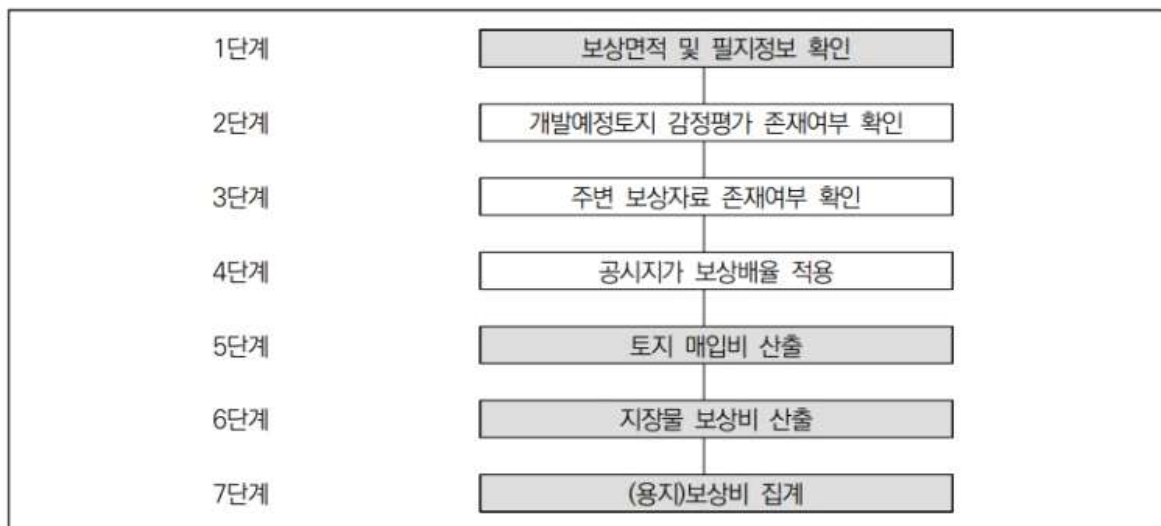 1단계 보상면적 및 필지정보 확인
2단계 개발예정토지 감정평가 존재여부 확인
3단계 주변 보상자료 존재여부 확인
4단계 공시지가 보상배율 적용
5단계 토지 매입비 산출
6단계 지장물 보상비 산출
7단계 (용지)보상비 집계